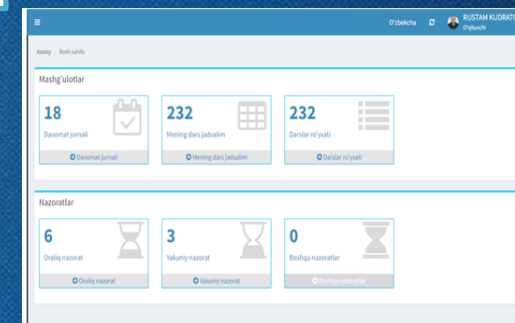 O'zbekcha
RUSTAM KUDRATO
O'qituvchi
Asosiy / Bosh sahifa
Mashg'ulotlar
18
Davomat jurnali
Davomat jurnali
232
Mening dars jadvalim
Mening dars jadvalim
232
Darslar ro'yxati
Darslar ro'yxati
Nazoratlar
6
Oraliq nazorat
Oraliq nazorat
3
Yakuniy nazorat
Yakuniy nazorat
0
Boshqa nazoratlar
Boshqa nazoratlar